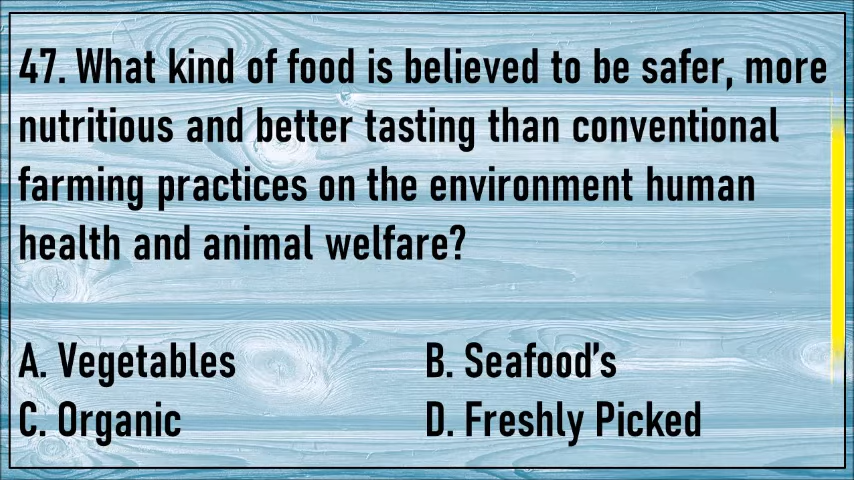 47. What kind of food is believed to be safer, more
nutritious and better tasting than conventional
farming practices on the environment human
health and animal welfare?
A. Vegetables
B. Seafood's
C. Organic
D. Freshly Picked